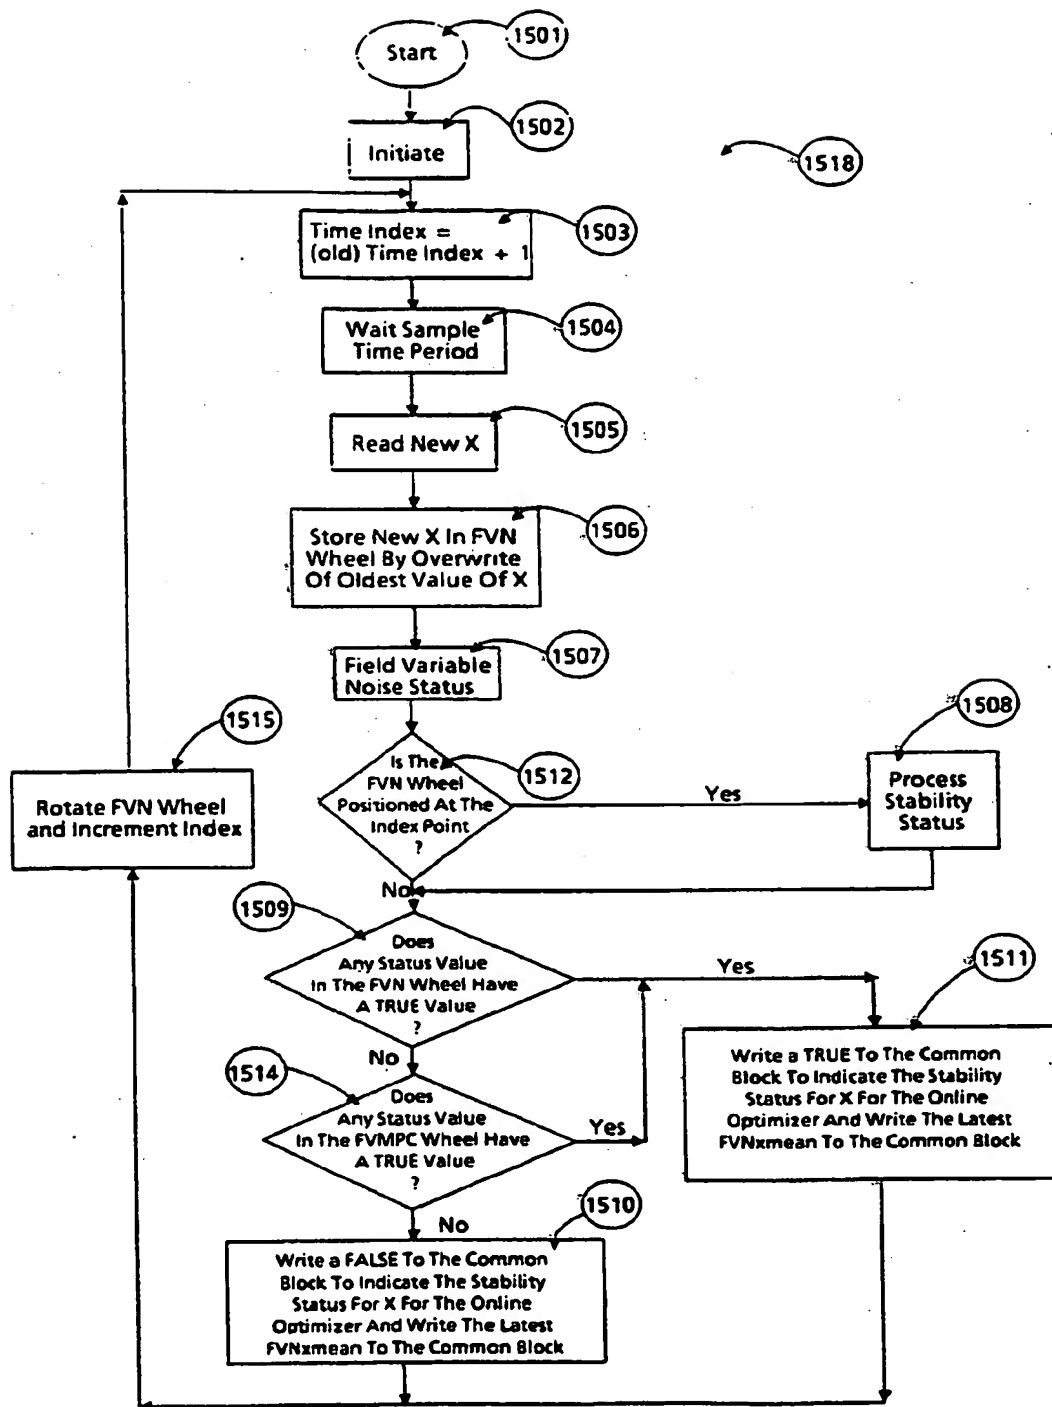 Start
1501
Initiate
1502
1518
Time Index =
(old) Time Index + 1
1503
Wait Sample
Time Period
1504
Read New X
1505
Store New X In FVN
Wheel By Overwrite
Of Oldest Value Of X
1506
Field Variable
Noise Status
1507
Is The
FVN Wheel
Positioned At The
Index Point
?
1512
Yes
Process
Stability
Status
1508
1515
Rotate FVN Wheel
and Increment Index
No
1509
Does
Any Status Value
In The FVN Wheel Have
A TRUE Value
?
Yes
1511
Write a TRUE To The Common
Block To Indicate The Stability
Status For X For The Online
Optimizer And Write The Latest
FVNxmean To The Common Block
No
1514
Does
Any Status Value
In The FVMPC Wheel Have
A TRUE Value
?
Yes
No
1510
Write a FALSE To The Common
Block To Indicate The Stability
Status For X For The Online
Optimizer And Write The Latest
FVNxmean To The Common Block